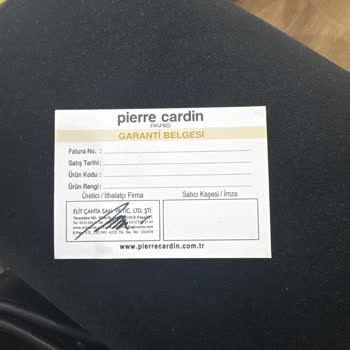 pierre cardin
PARIS
GARANTİ BELGESİ
Fatura No. :
Satış Tarihi :
Ürün Kodu :
Ürün Rengi :
Üretici / İthalatçı Firma
Satıcı Kaşesi / İmza
ELİT ÇANTA SAN. VE TİC. LTD. ŞTİ.
www.pierrecardin.com.tr